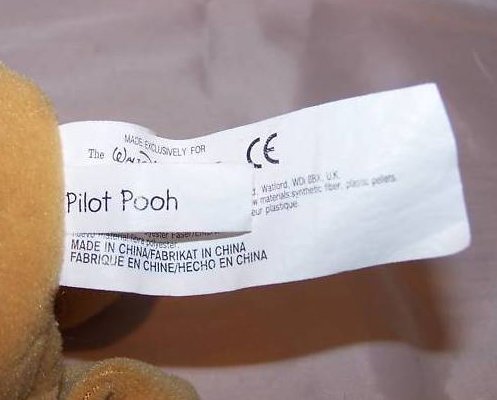 MADE EXCLUSIVELY FOR
The
CE
Watford, WD1 8BX, U.K.
materials: synthetic fiber, plastic pellets
Pilot Pooh
plastique.
MADE IN CHINA/FABRIKAT IN CHINA
FABRIQUE EN CHINE/HECHO EN CHINA